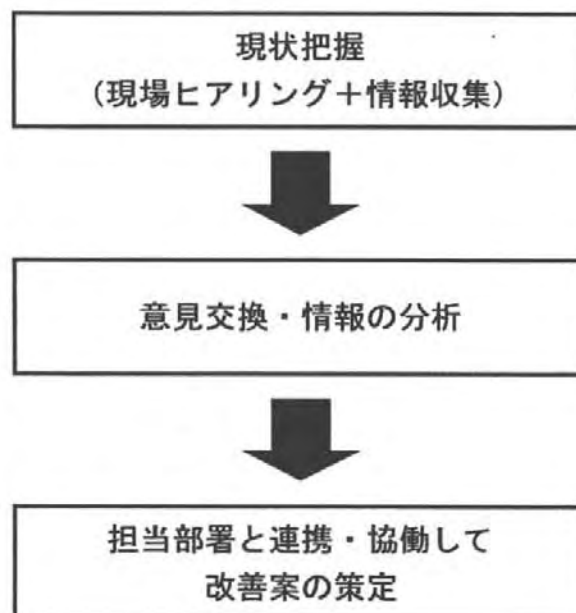 現状把握
（現場ヒアリング＋情報収集）
意見交換・情報の分析
担当部署と連携・協働して
改善案の策定